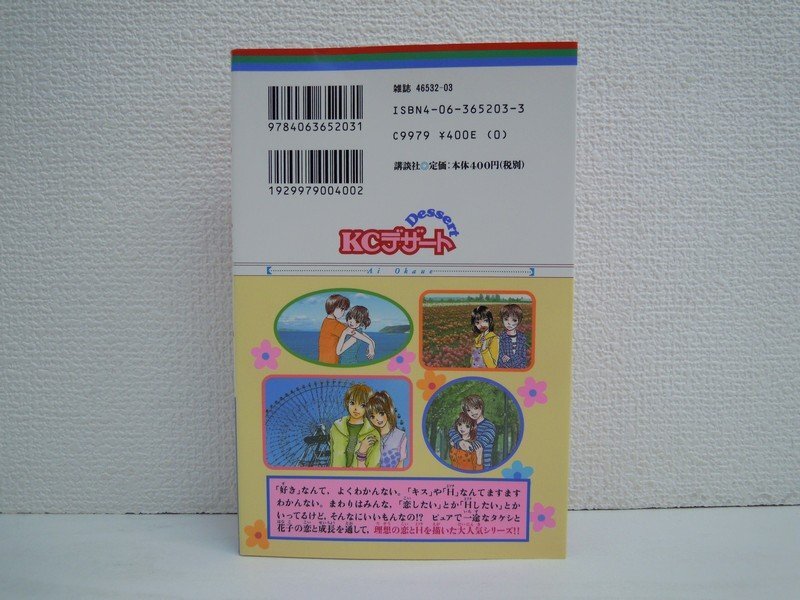 雑誌 46532-03
ISBN4-06-365203-3
9784063652031
C9979 ¥400E (0)
講談社 定価:本体400円(税別)
1929979004002
Dessert
KCデザート
Ai Okaue
「好き」なんて、よくわかんない。「キス」や「H」なんてますます
わかんない。まわりはみんな、「恋したい」とか「Hしたい」とか
いってるけど、そんなにいいもんなの!? ピュアで一途なタケシと
花子の恋と成長を通して、理想の恋とHを描いた大人気シリーズ!!